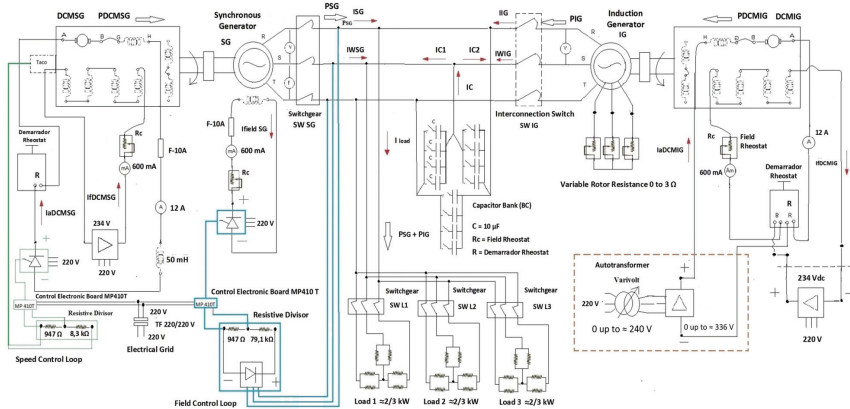 DCMSG
PDCMSG
Synchronous
Generator
SG
PSG
ISG
PSG
IIG
PIG
Induction
Generator
IG
PDCMIG
DCMIG
A
B
G
H
R
S
T
V
V
IWSG
IC1
IC2
IWIG
IC
V
R
S
T
H
G
B
A
Taco
Switchgear
SW SG
Interconnection Switch
SW IG
Demarrador
Rheostat
R
Rc
mA
600 mA
F-10A
F-10A
Ifield SG
mA
600 mA
Rc
I load
C
C
C
C
C
Variable Rotor Resistance 0 to 3 Ω
Rc
Field
Rheostat
600 mA
Am
IaDCMIG
A
12 A
IfDCMIG
Demarrador
Rheostat
R
B
R
IfDCMSG
A
12 A
IaDCMSG
234 V
220 V
220 V
50 mH
+
220 V
Capacitor Bank (BC)
C = 10 µF
Rc = Field Rheostat
R = Demarrador Rheostat
PSG + PIG
Autotransformer
Varivolt
220 V
0 up to ≈ 240 V
+
0 up to ≈ 336 V
234 Vdc
220 V
Control Electronic Board MP410T
MP 410T
MP 410T
Control Electronic Board MP410 T
Resistive Divisor
947 Ω
8,3 kΩ
Speed Control Loop
220 V
TF 220/220 V
220 V
Electrical Grid
Resistive Divisor
947 Ω
79,1 kΩ
Field Control Loop
Switchgear
SW L1
Switchgear
SW L2
Switchgear
SW L3
Load 1 ≈2/3 kW
Load 2 ≈2/3 kW
Load 3 ≈2/3 kW